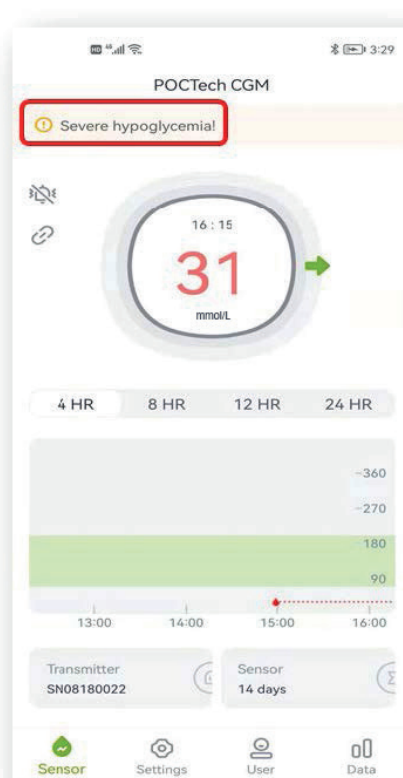 HD 3:29
POCTech CGM
Severe hypoglycemia!
16 : 15
31
mmol/L
4 HR 8 HR 12 HR 24 HR
360
270
180
90
13:00 14:00 15:00 16:00
Transmitter Sensor
SN08180022 14 days
Sensor Settings User Data